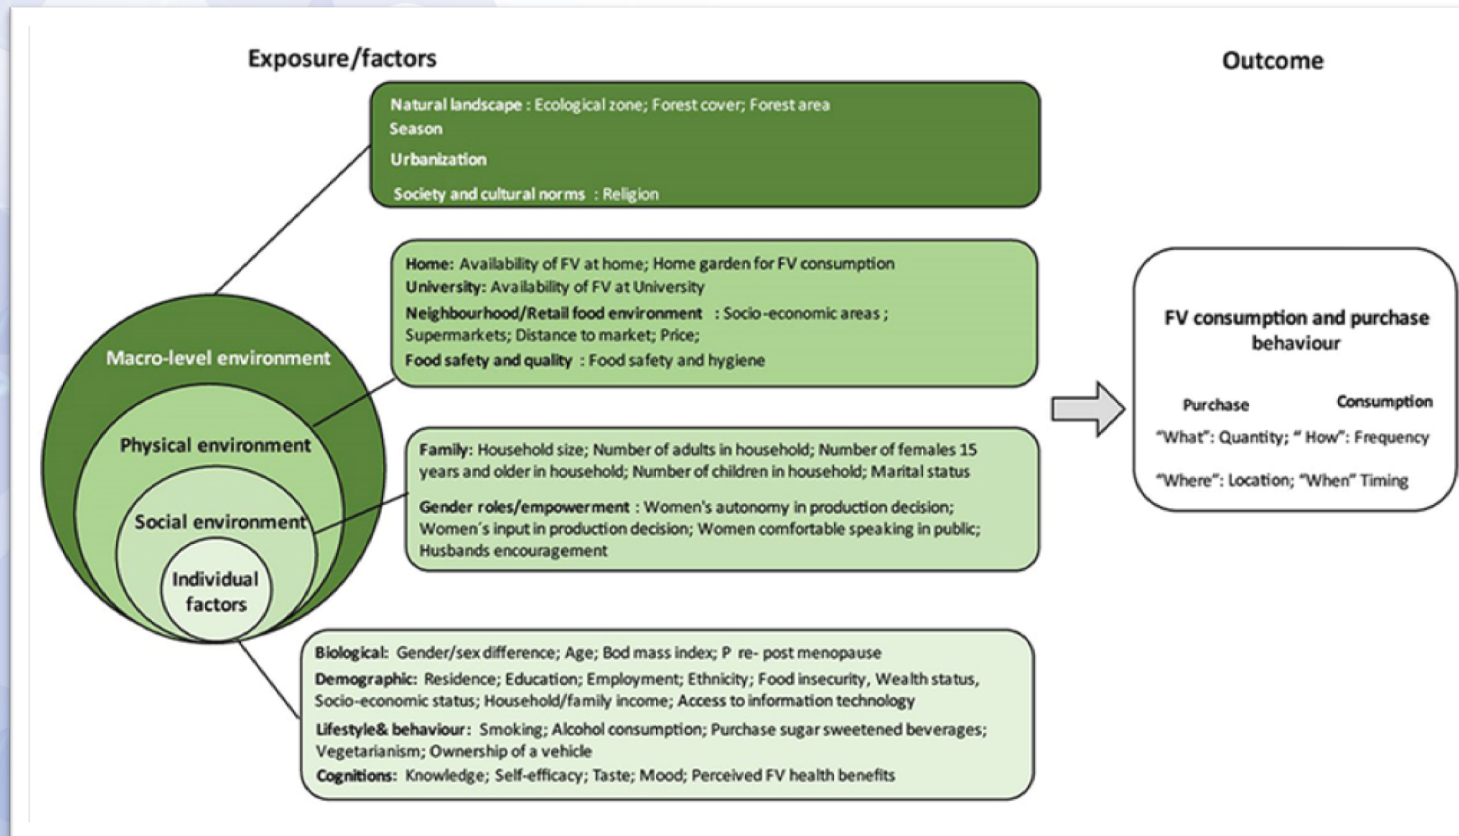 Exposure/factors
Outcome
Natural landscape : Ecological zone; Forest cover; Forest area
Season
Urbanization
Society and cultural norms : Religion
Home: Availability of FV at home; Home garden for FV consumption
University: Availability of FV at University
Neighbourhood/Retail food environment : Socio-economic areas ;
Supermarkets; Distance to market; Price;
Food safety and quality : Food safety and hygiene
Family: Household size; Number of adults in household; Number of females 15
years and older in household; Number of children in household; Marital status
Gender roles/empowerment : Women's autonomy in production decision;
Women´s input in production decision; Women comfortable speaking in public;
Husbands encouragement
Biological: Gender/sex difference; Age; Bod mass index; P re- post menopause
Demographic: Residence; Education; Employment; Ethnicity; Food insecurity, Wealth status,
Socio-economic status; Household/family income; Access to information technology
Lifestyle& behaviour: Smoking; Alcohol consumption; Purchase sugar sweetened beverages;
Vegetarianism; Ownership of a vehicle
Cognitions: Knowledge; Self-efficacy; Taste; Mood; Perceived FV health benefits
Macro-level environment
Physical environment
Social environment
Individual
factors
FV consumption and purchase
behaviour
Purchase Consumption
“What”: Quantity; “ How”: Frequency
“Where”: Location; “When” Timing